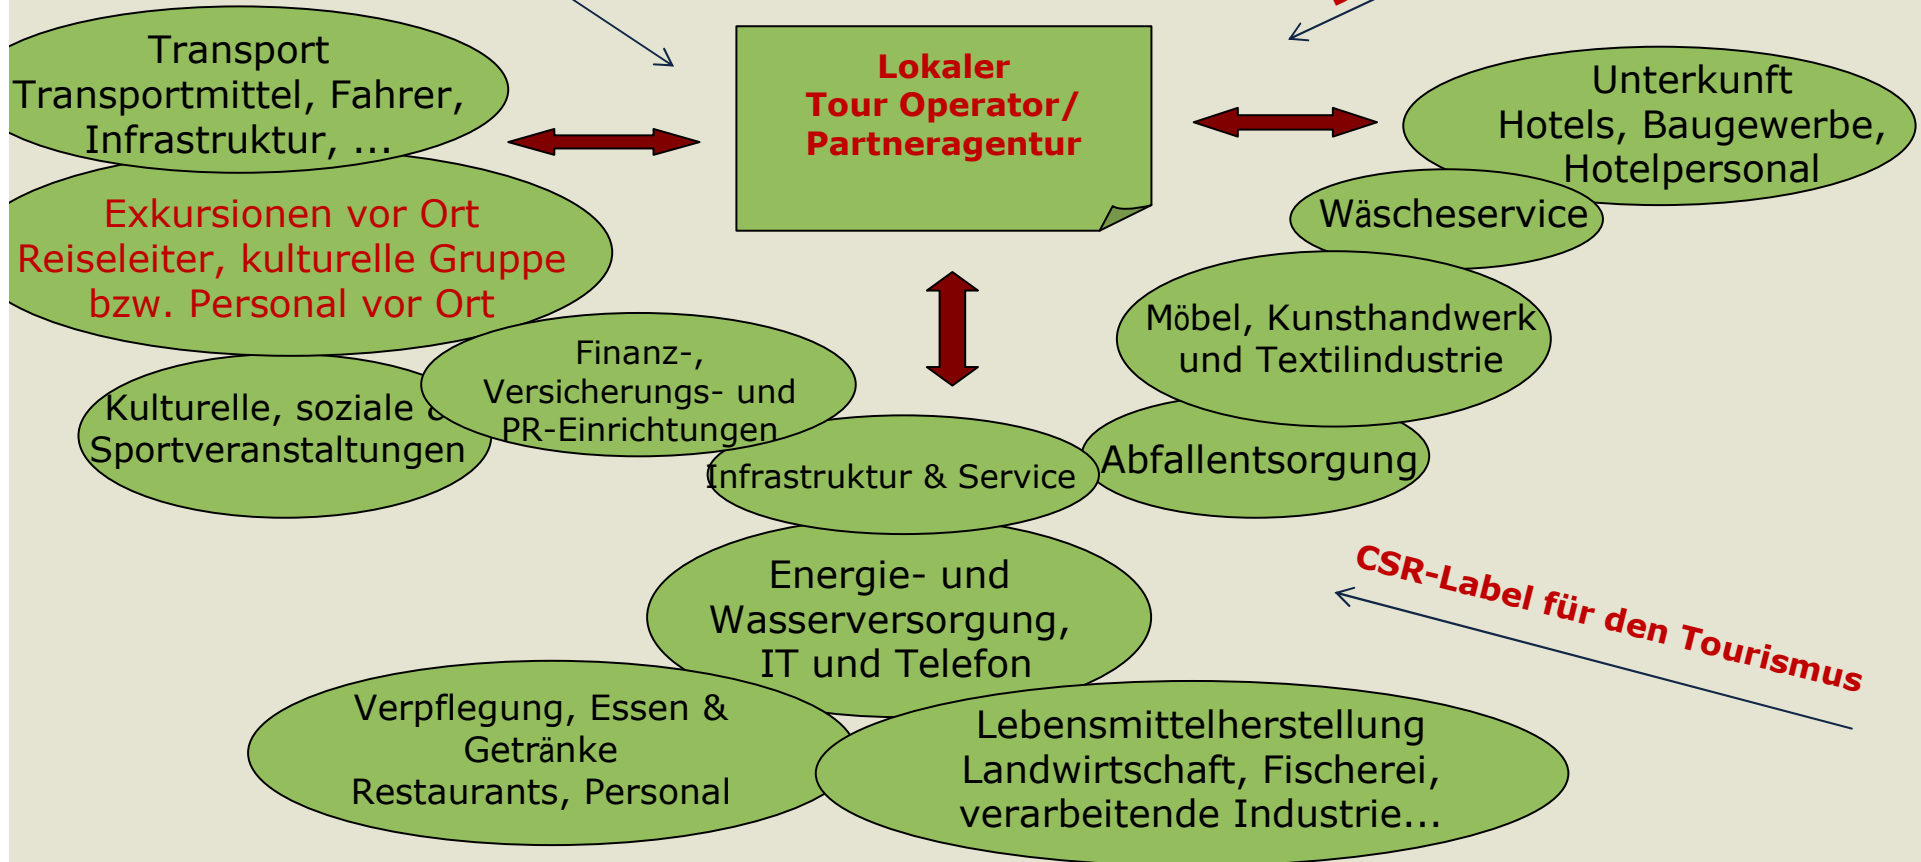 Lokaler
Tour Operator/
Partneragentur
Transport
Transportmittel, Fahrer,
Infrastruktur, ...
Unterkunft
Hotels, Baugewerbe,
Hotelpersonal
Exkursionen vor Ort
Reiseleiter, kulturelle Gruppe
bzw. Personal vor Ort
Wäscheservice
Möbel, Kunsthandwerk
und Textilindustrie
Finanz-,
Versicherungs- und
PR-Einrichtungen
Kulturelle, soziale
Sportveranstaltungen
Infrastruktur & Service
Abfallentsorgung
Energie- und
Wasserversorgung,
IT und Telefon
CSR-Label für den Tourismus
Verpflegung, Essen &
Getränke
Restaurants, Personal
Lebensmittelherstellung
Landwirtschaft, Fischerei,
verarbeitende Industrie...